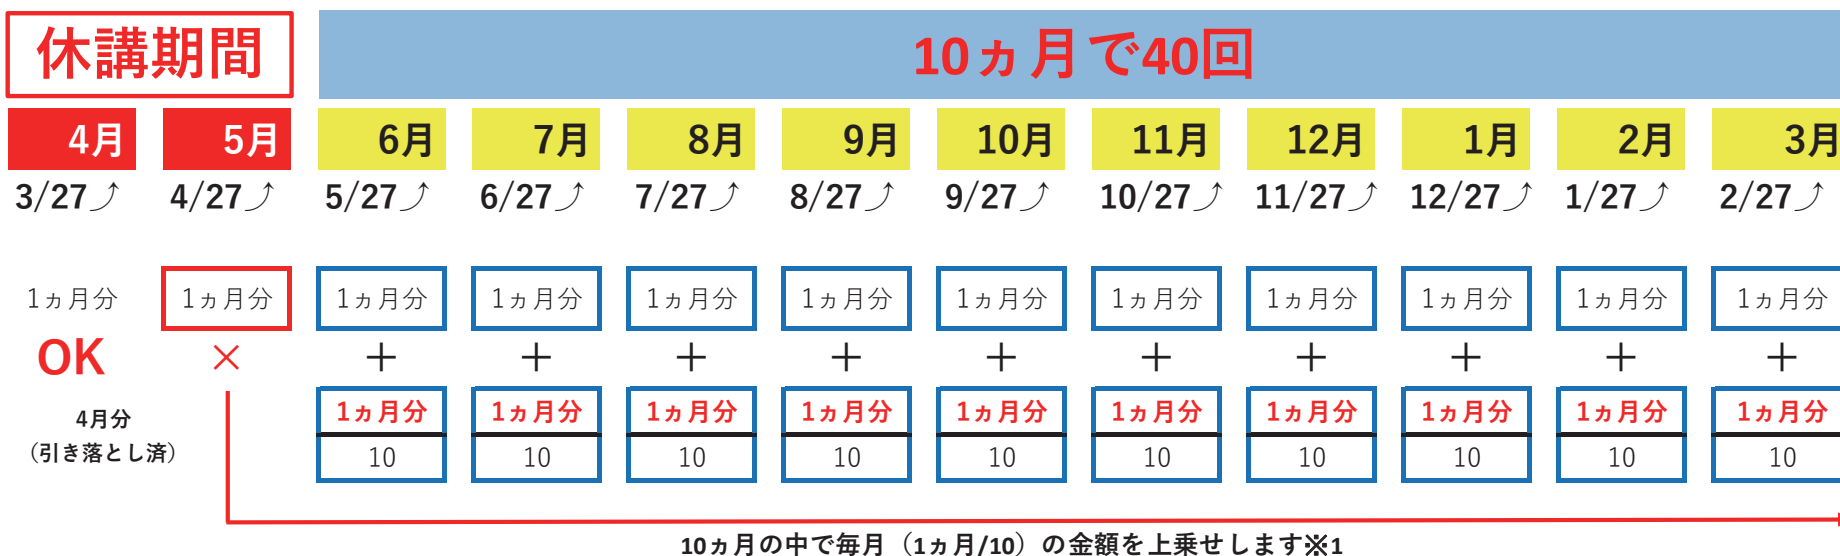 休講期間
10ヵ月で40回
4月 5月 6月 7月 8月 9月 10月 11月 12月 1月 2月 3月
3/27⤴ 4/27⤴ 5/27⤴ 6/27⤴ 7/27⤴ 8/27⤴ 9/27⤴ 10/27⤴ 11/27⤴ 12/27⤴ 1/27⤴ 2/27⤴
1ヵ月分 1ヵ月分 1ヵ月分 1ヵ月分 1ヵ月分 1ヵ月分 1ヵ月分 1ヵ月分 1ヵ月分 1ヵ月分 1ヵ月分 1ヵ月分
OK × + + + + + + + + + +
1ヵ月分 1ヵ月分 1ヵ月分 1ヵ月分 1ヵ月分 1ヵ月分 1ヵ月分 1ヵ月分 1ヵ月分 1ヵ月分
4月分
(引き落とし済)
10 10 10 10 10 10 10 10 10 10
10ヵ月の中で毎月(1ヵ月/10)の金額を上乗せします※1